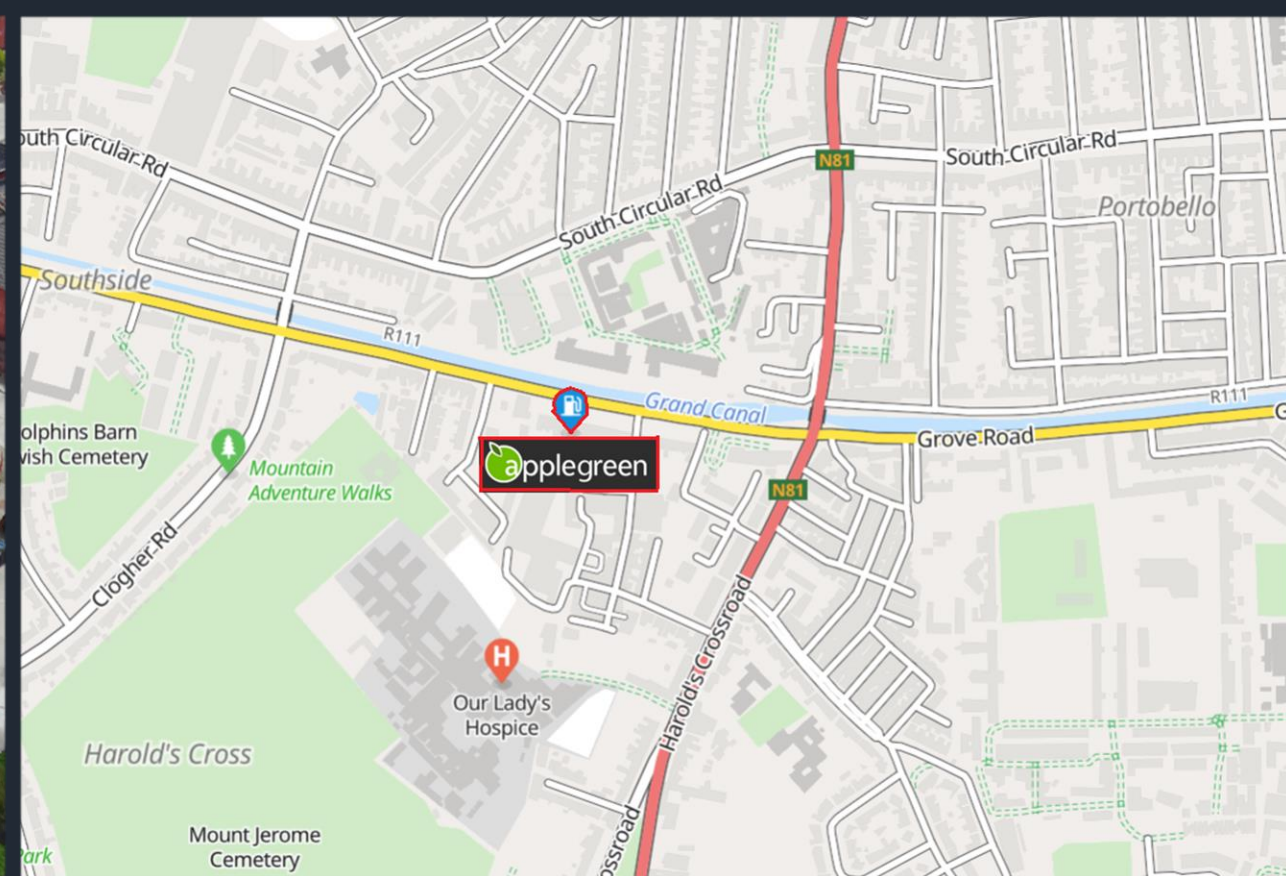 outh Circular Rd
N81
South Circular Rd
South Circular Rd
Portobello
Southside
R111
R111
Grand Canal
G
Grove Road
olphins Barn
wish Cemetery
Mountain
Adventure Walks
applegreen
N81
Clogher Rd
H
Our Lady's
Hospice
Harold's Crossroad
Harold's Cross
Mount Jerome
Cemetery
ossroad
Park